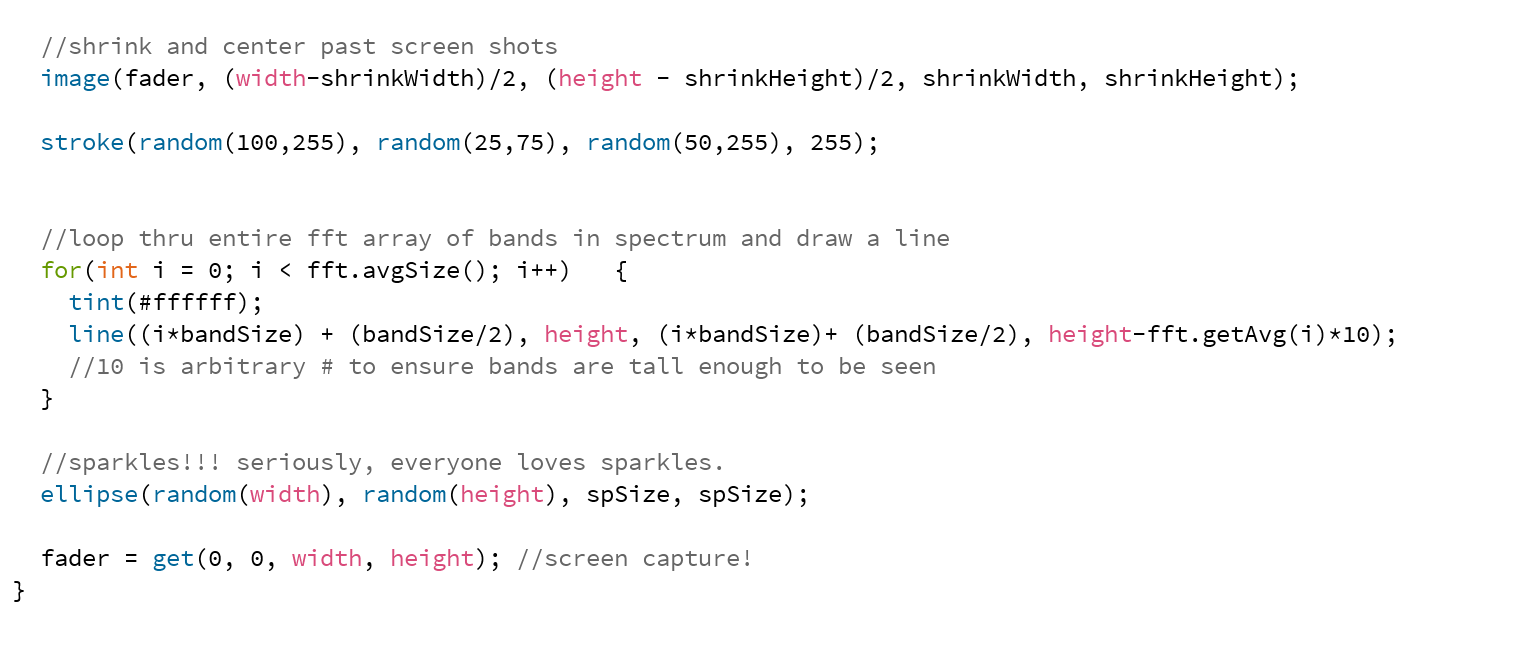 //shrink and center past screen shots
image(fader, (width-shrinkWidth)/2, (height - shrinkHeight)/2, shrinkWidth, shrinkHeight);
stroke(random(100,255), random(25,75), random(50,255), 255);
//loop thru entire fft array of bands in spectrum and draw a line
for(int i = 0; i < fft.avgSize(); i++)   {
tint(#ffffff);
line((i*bandSize) + (bandSize/2), height, (i*bandSize)+ (bandSize/2), height-fft.getAvg(i)*10);
//10 is arbitrary # to ensure bands are tall enough to be seen
}
//sparkles!!! seriously, everyone loves sparkles.
ellipse(random(width), random(height), spSize, spSize);
fader = get(0, 0, width, height); //screen capture!
}